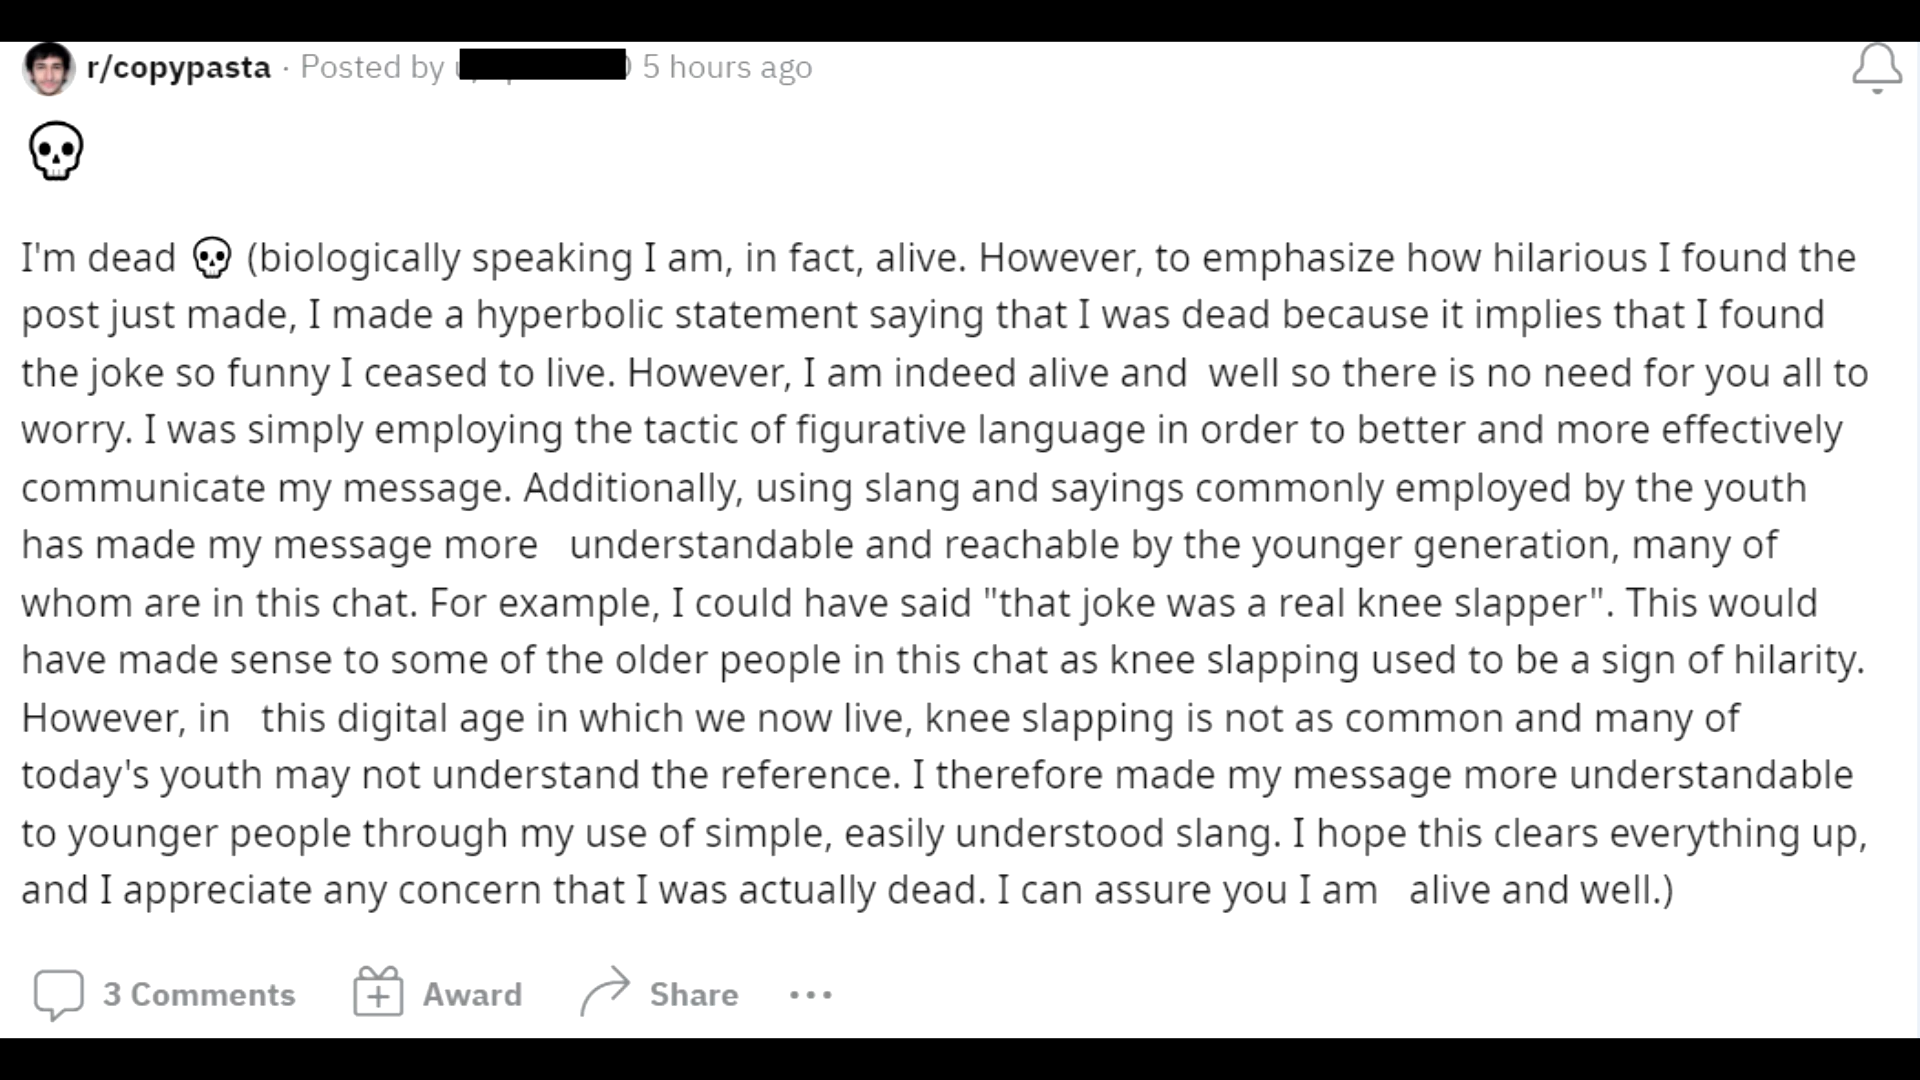 r/copypasta · Posted by 5 hours ago
💀
I'm dead 💀 (biologically speaking I am, in fact, alive. However, to emphasize how hilarious I found the
post just made, I made a hyperbolic statement saying that I was dead because it implies that I found
the joke so funny I ceased to live. However, I am indeed alive and  well so there is no need for you all to
worry. I was simply employing the tactic of figurative language in order to better and more effectively
communicate my message. Additionally, using slang and sayings commonly employed by the youth
has made my message more   understandable and reachable by the younger generation, many of
whom are in this chat. For example, I could have said "that joke was a real knee slapper". This would
have made sense to some of the older people in this chat as knee slapping used to be a sign of hilarity.
However, in   this digital age in which we now live, knee slapping is not as common and many of
today's youth may not understand the reference. I therefore made my message more understandable
to younger people through my use of simple, easily understood slang. I hope this clears everything up,
and I appreciate any concern that I was actually dead. I can assure you I am   alive and well.)
3 Comments Award Share ...